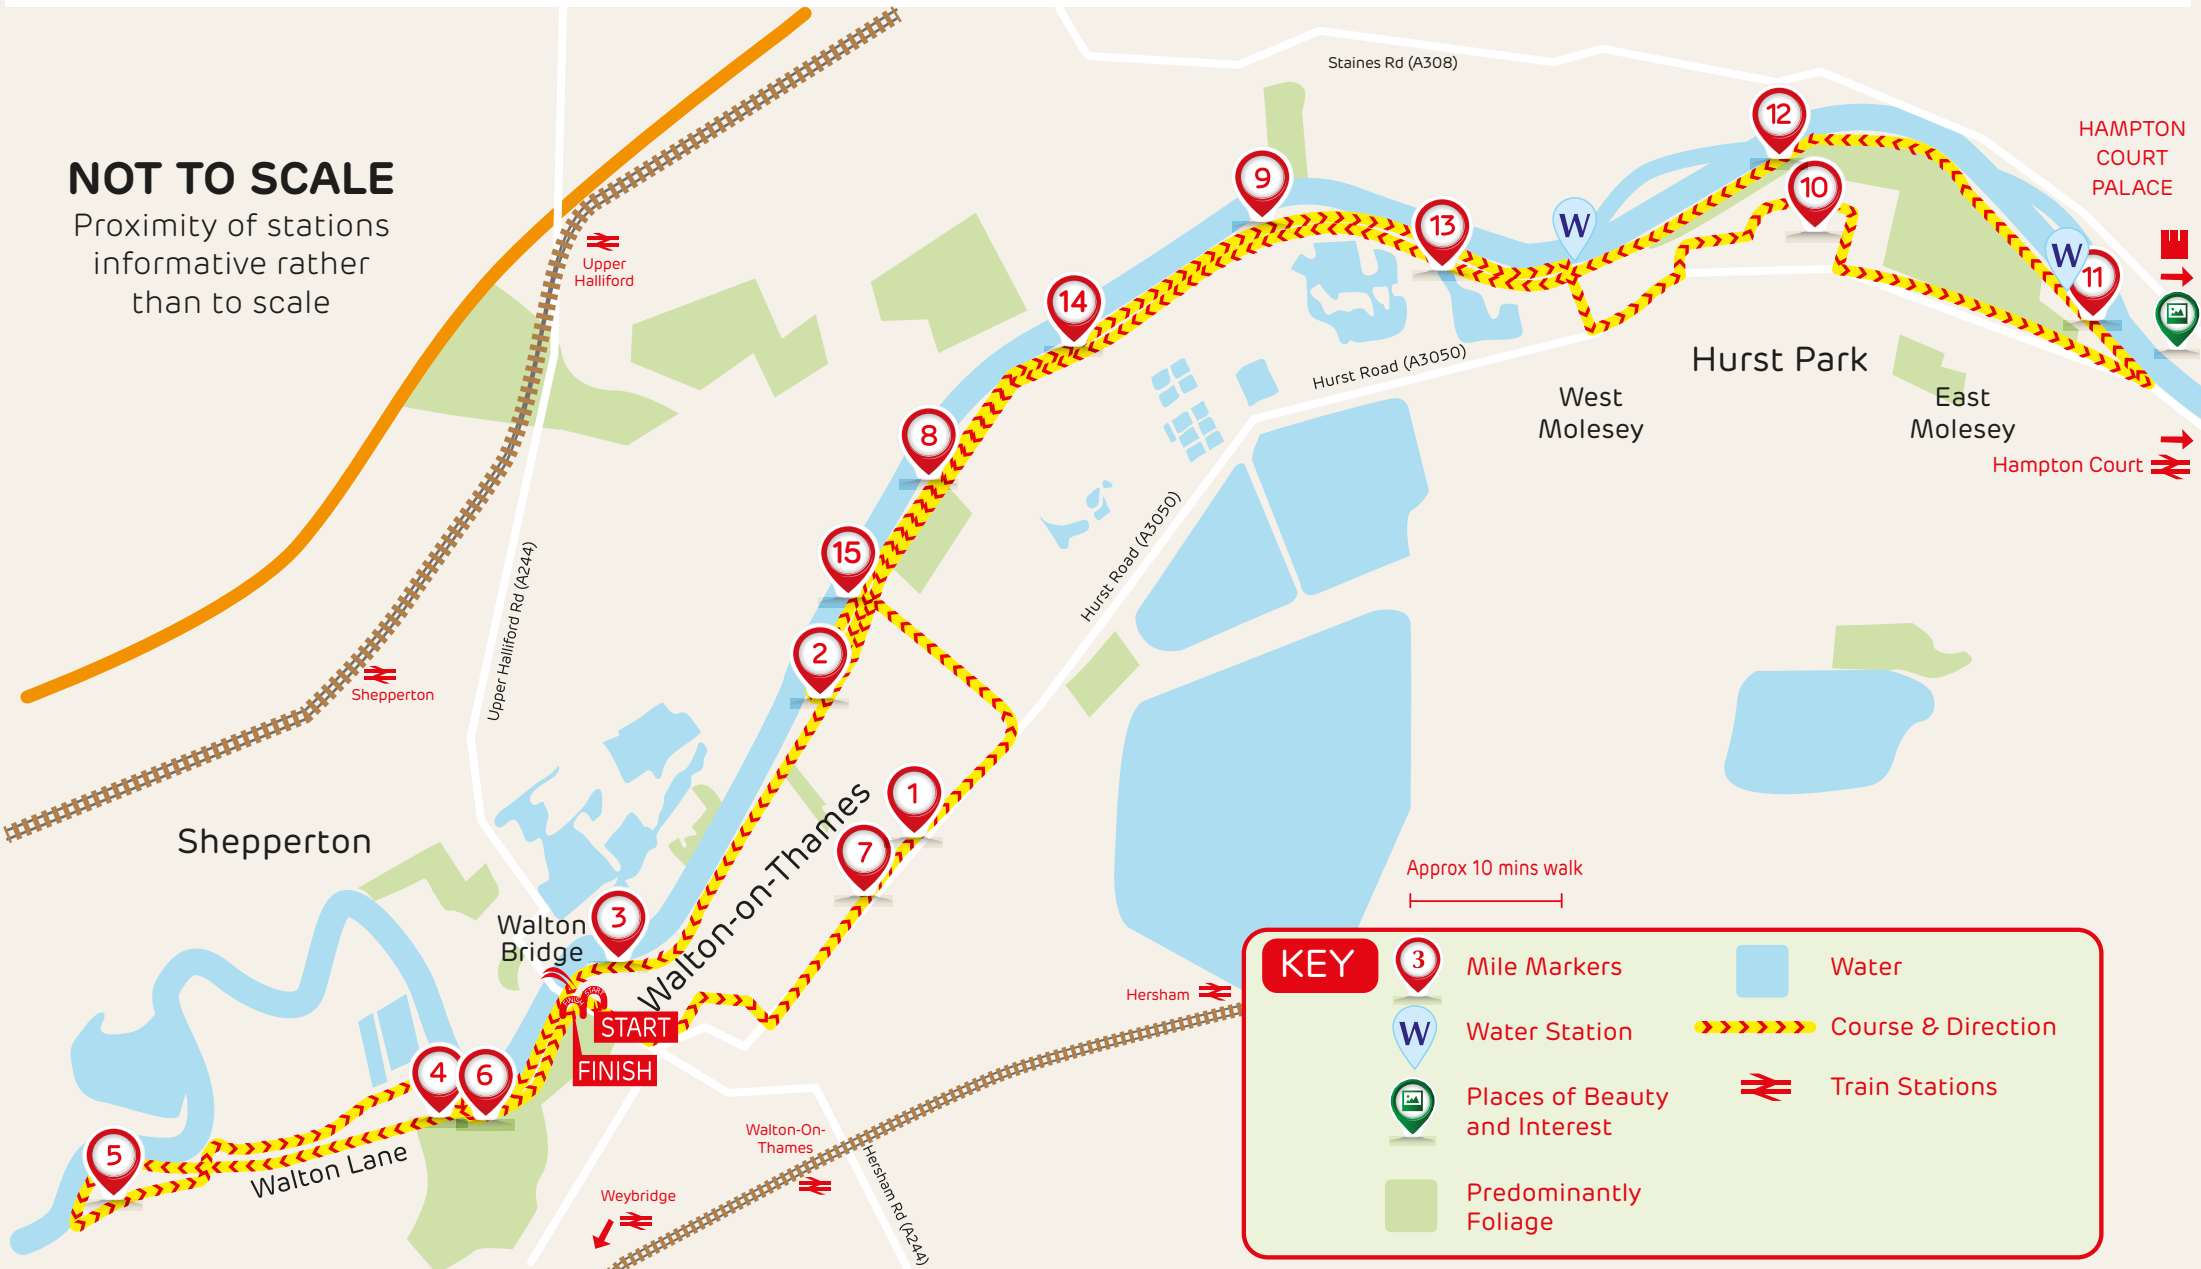 NOT TO SCALE
Proximity of stations
informative rather
than to scale
Staines Rd (A308)
HAMPTON
COURT
PALACE
Upper
Halliford
12
10
9
13
W
W
11
14
Hurst Road (A3050)
Hurst Park
West
Molesey
East
Molesey
Hampton Court
8
15
2
Hurst Road (A3050)
Upper Halliford Rd (A244)
Shepperton
Shepperton
1
7
Walton-on-Thames
Walton
Bridge
3
START
FINISH
START
FINISH
4
6
5
Walton Lane
Walton-On-
Thames
Weybridge
Hersham Rd (A244)
Hersham
Approx 10 mins walk
KEY
3
Mile Markers
Water
W
Water Station
Course & Direction
Places of Beauty
and Interest
Train Stations
Predominantly
Foliage